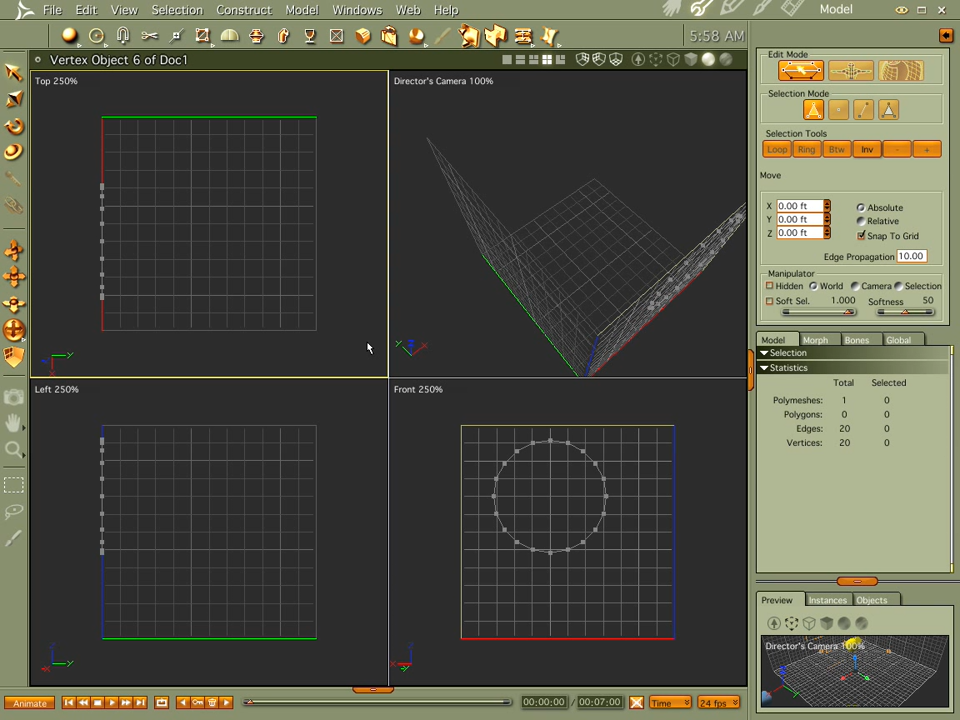 File Edit View Selection Construct Model Windows Web Help
Model
5:58 AM
Vertex Object 6 of Doc1
Top 250%
Director's Camera 100%
Left 250%
Front 250%
Edit Mode
Selection Mode
Selection Tools
Loop Ring Btw Inv - +
Move
X 0.00 ft Absolute
Y 0.00 ft Relative
Z 0.00 ft Snap To Grid
Edge Propagation 10.00
Manipulator
Hidden World Camera Selection
Soft Sel. 1.000 Softness 50
Model Morph Bones Global
Selection
Statistics
Total Selected
Polymeshes: 1 0
Polygons: 0 0
Edges: 20 0
Vertices: 20 0
Preview Instances Objects
Director's Camera 100%
Animate 00:00:00 / 00:07:00 Time 24 fps